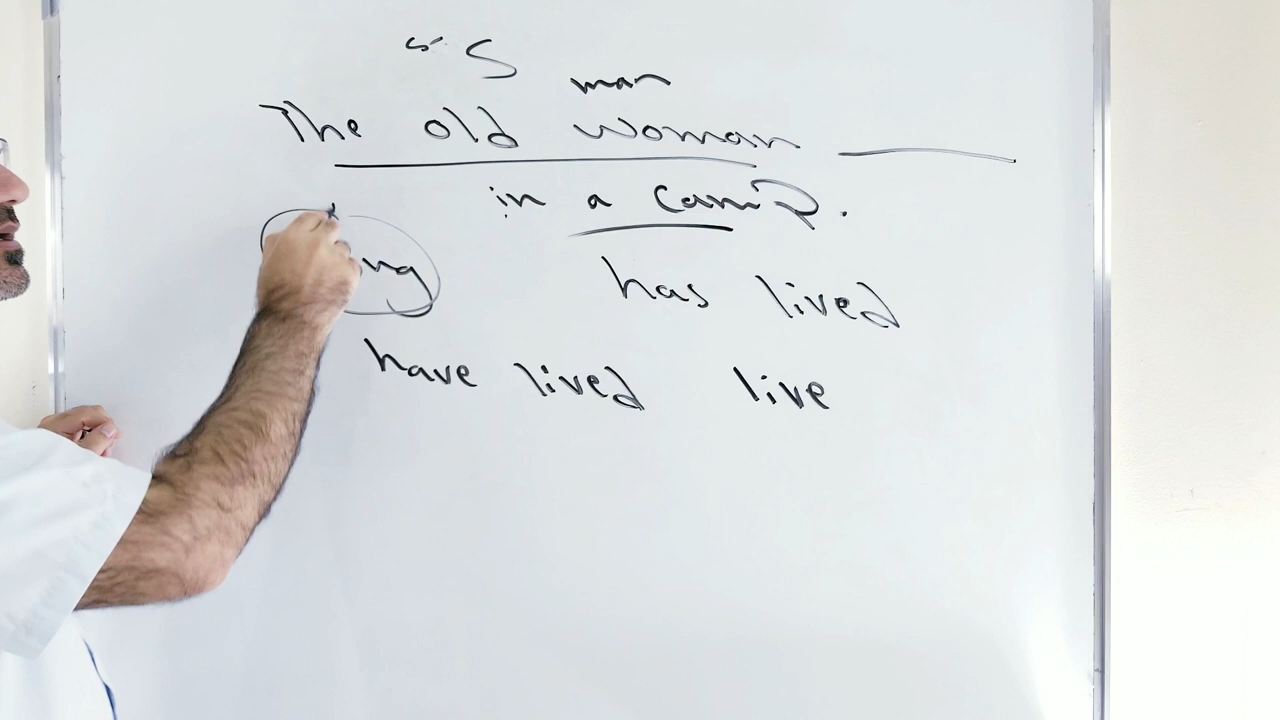 S
man
The old woman
in a camp.
has lived
have lived live